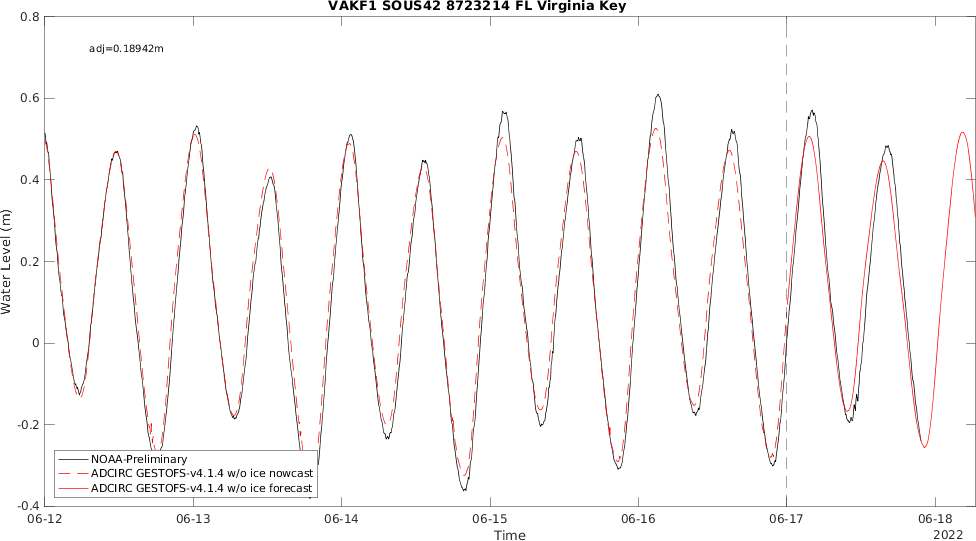 VAKF1 SOUS42 8723214 FL Virginia Key
0.8
adj=0.18942m
0.6
0.4
0.2
0
-0.2
-0.4
Water Level (m)
NOAA-Preliminary
ADCIRC GESTOFS-v4.1.4 w/o ice nowcast
ADCIRC GESTOFS-v4.1.4 w/o ice forecast
06-12 06-13 06-14 06-15 06-16 06-17 06-18
Time
2022